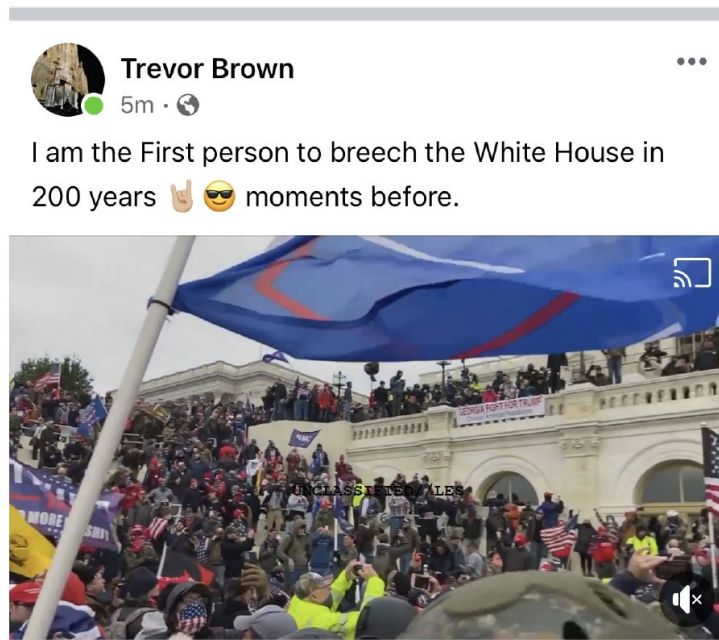 Trevor Brown
5m
I am the First person to breech the White House in
200 years 🤘🏼 😎 moments before.
GEORGIA FIGHT FOR TRUMP
UNCLASSIFIED//LES
MORE